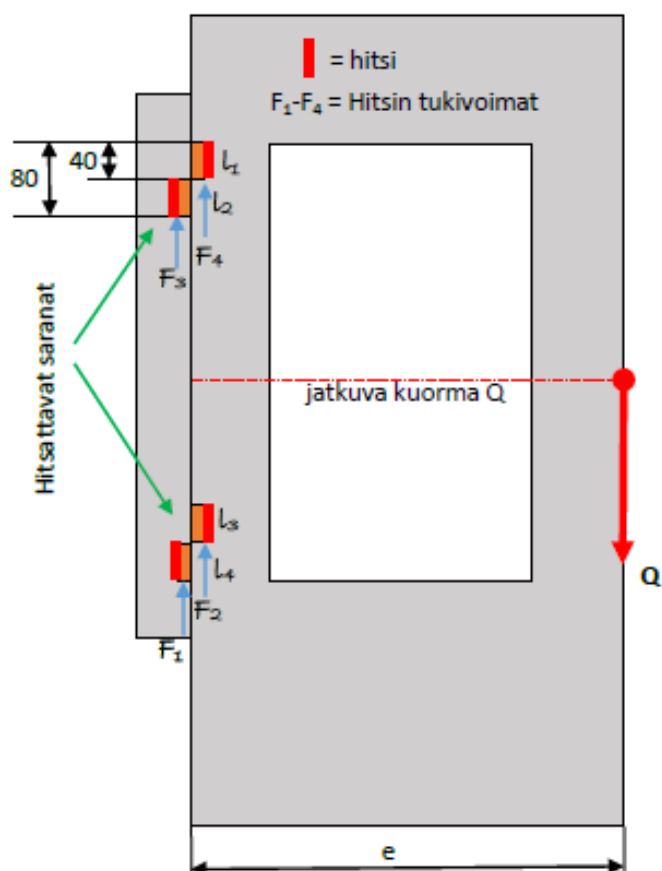 = hitsi
F₁-F₄ = Hitsin tukivoimat
40
80
l₁
l₂
F₄
F₃
Hitsattavat saranat
jatkuva kuorma Q
l₃
l₄
Q
F₂
F₁
e